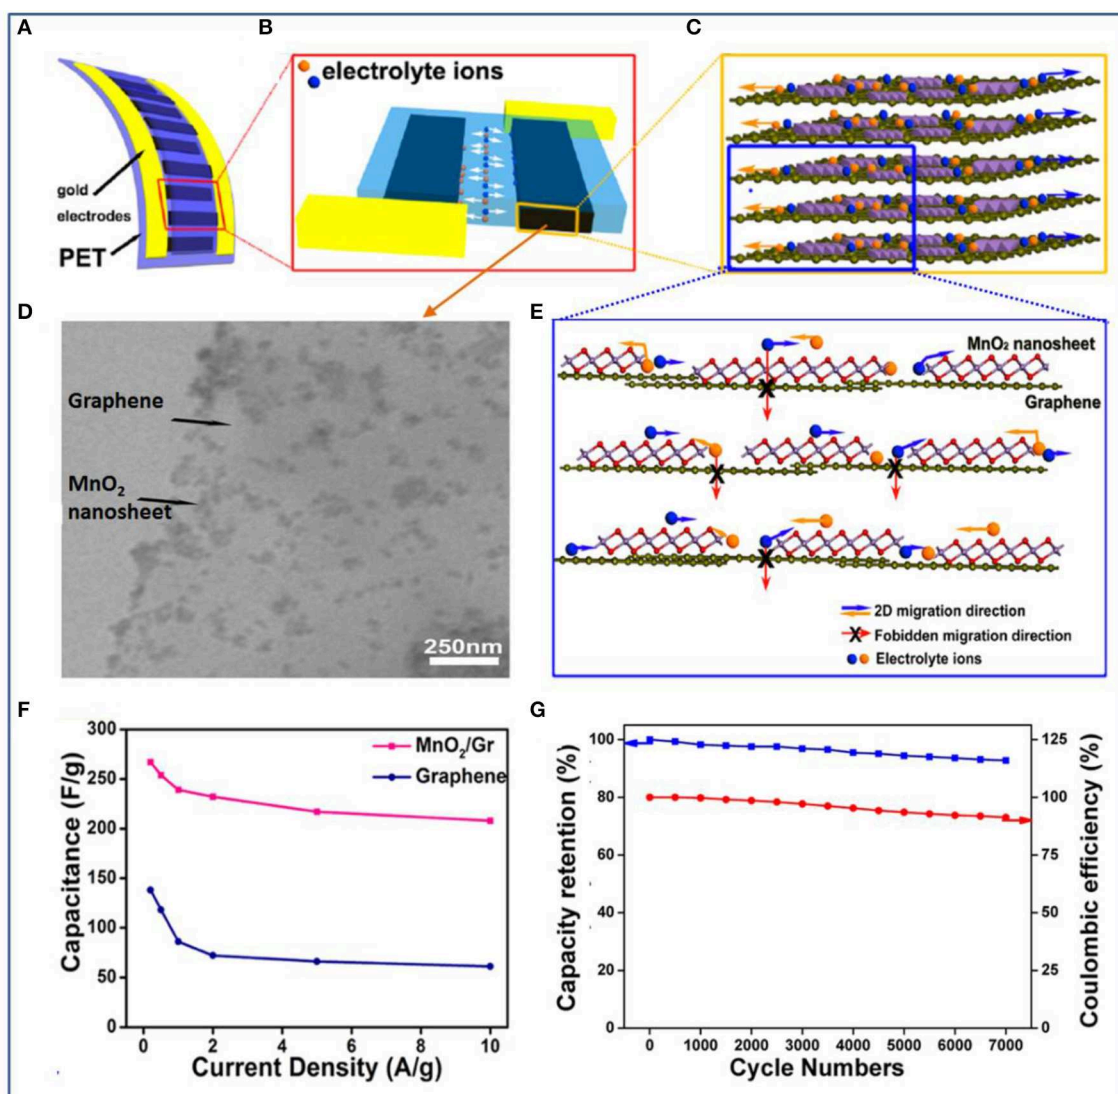 A
B
C
electrolyte ions
gold
electrodes
PET
D
E
Graphene
MnO₂
nanosheet
250nm
MnO₂ nanosheet
Graphene
2D migration direction
X Fobidden migration direction
Electrolyte ions
F
G
300
250
200
150
100
50
0
Capacitance (F/g)
MnO₂/Gr
Graphene
0 2 4 6 8 10
Current Density (A/g)
100
80
60
40
20
0
Capacity retention (%)
125
100
75
50
25
0
Coulombic efficiency (%)
0 1000 2000 3000 4000 5000 6000 7000
Cycle Numbers